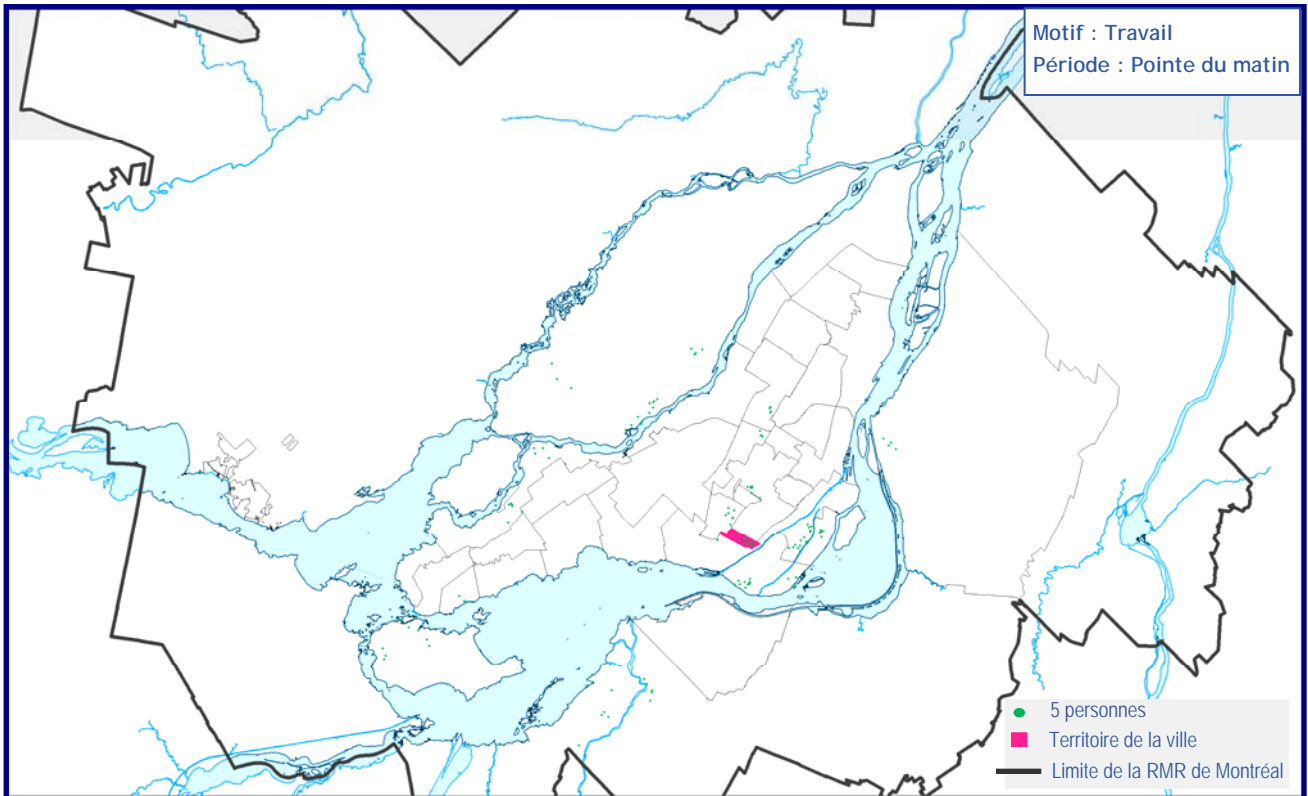 Motif : Travail
Période : Pointe du matin
5 personnes
Territoire de la ville
Limite de la RMR de Montréal